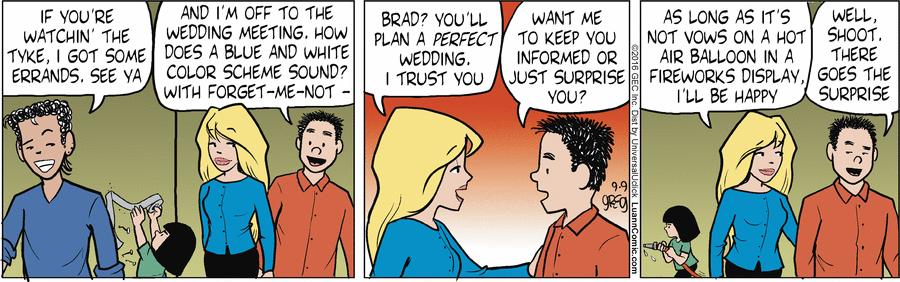 IF YOU'RE
WATCHIN' THE
TYKE, I GOT SOME
ERRANDS. SEE YA
AND I'M OFF TO THE
WEDDING MEETING. HOW
DOES A BLUE AND WHITE
COLOR SCHEME SOUND?
WITH FORGET-ME-NOT -
BRAD? YOU'LL
PLAN A PERFECT
WEDDING.
I TRUST YOU
WANT ME
TO KEEP YOU
INFORMED OR
JUST SURPRISE
YOU?
9-9
GREG
©2016 GEC Inc. Dist by UniversalUclick LuannComic.com
AS LONG AS IT'S
NOT VOWS ON A HOT
AIR BALLOON IN A
FIREWORKS DISPLAY,
I'LL BE HAPPY
WELL,
SHOOT.
THERE
GOES THE
SURPRISE